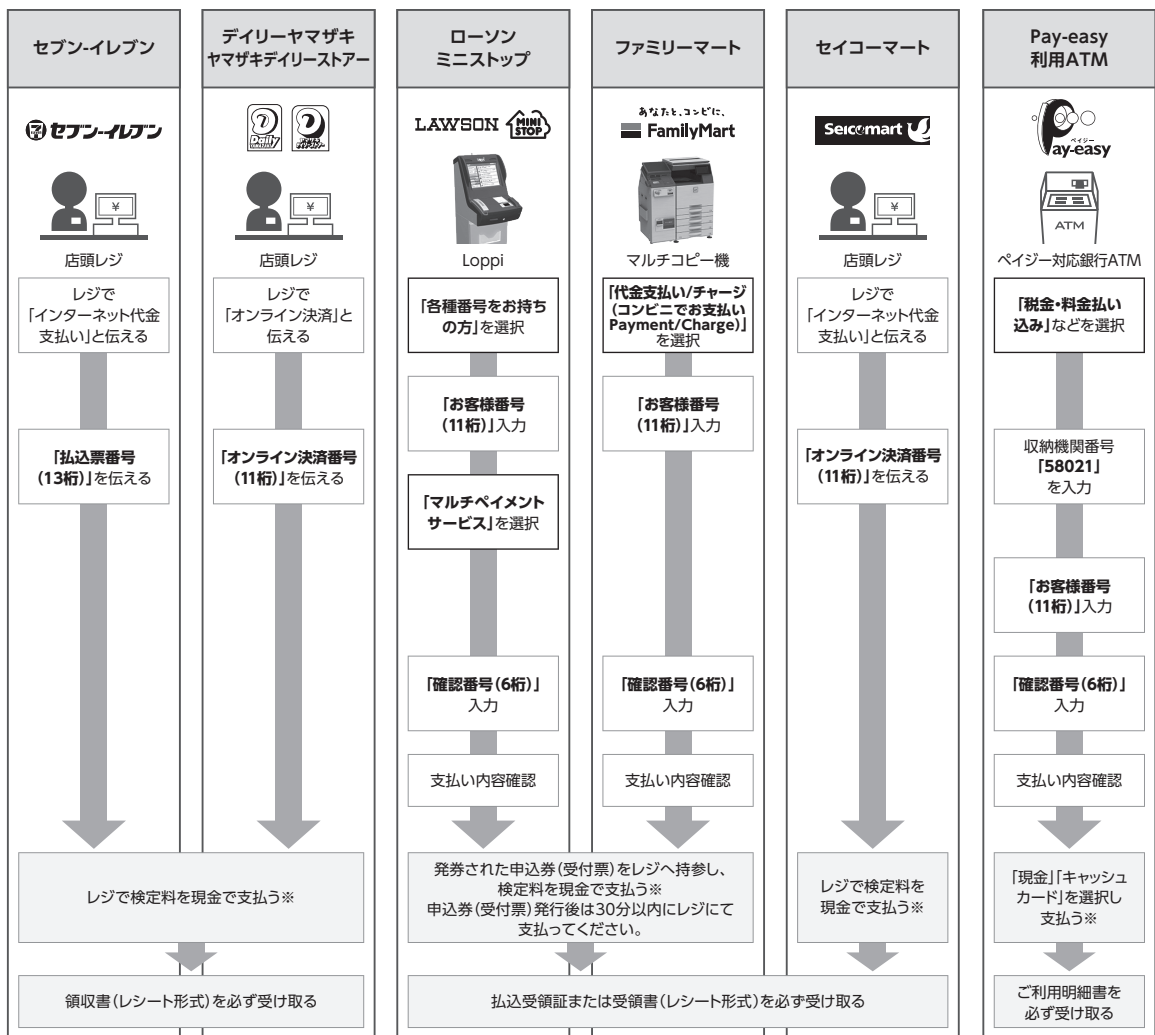 セブン-イレブン
デイリーヤマザキ
ヤマザキデイリーストアー
ローソン
ミニストップ
ファミリーマート
セイコーマート
Pay-easy
利用ATM
セブン-イレブン
Daily
LAWSON
MINI
STOP
あなたと、コンビに、
FamilyMart
Seicomart
ペイジー
Pay-easy
¥
¥
¥
ATM
店頭レジ
店頭レジ
Loppi
マルチコピー機
店頭レジ
ペイジー対応銀行ATM
レジで
「インターネット代金
支払い」と伝える
「払込票番号
(13桁)」を伝える
レジで
「オンライン決済」と
伝える
「オンライン決済番号
(11桁)」を伝える
「各種番号をお持ち
の方」を選択
「お客様番号
(11桁)」入力
「マルチペイメント
サービス」を選択
「確認番号(6桁)」
入力
支払い内容確認
「代金支払い/チャージ
(コンビニでお支払い
Payment/Charge)」
を選択
「お客様番号
(11桁)」入力
「確認番号(6桁)」
入力
支払い内容確認
レジで
「インターネット代金
支払い」と伝える
「オンライン決済番号
(11桁)」を伝える
「税金・料金払い
込み」などを選択
収納機関番号
「58021」
を入力
「お客様番号
(11桁)」入力
「確認番号(6桁)」
入力
支払い内容確認
レジで検定料を現金で支払う※
発券された申込券(受付票)をレジへ持参し、
検定料を現金で支払う※
申込券(受付票)発行後は30分以内にレジにて
支払ってください。
レジで検定料を
現金で支払う※
「現金」「キャッシュ
カード」を選択し
支払う※
領収書(レシート形式)を必ず受け取る
払込受領証または受領書(レシート形式)を必ず受け取る
ご利用明細書を
必ず受け取る